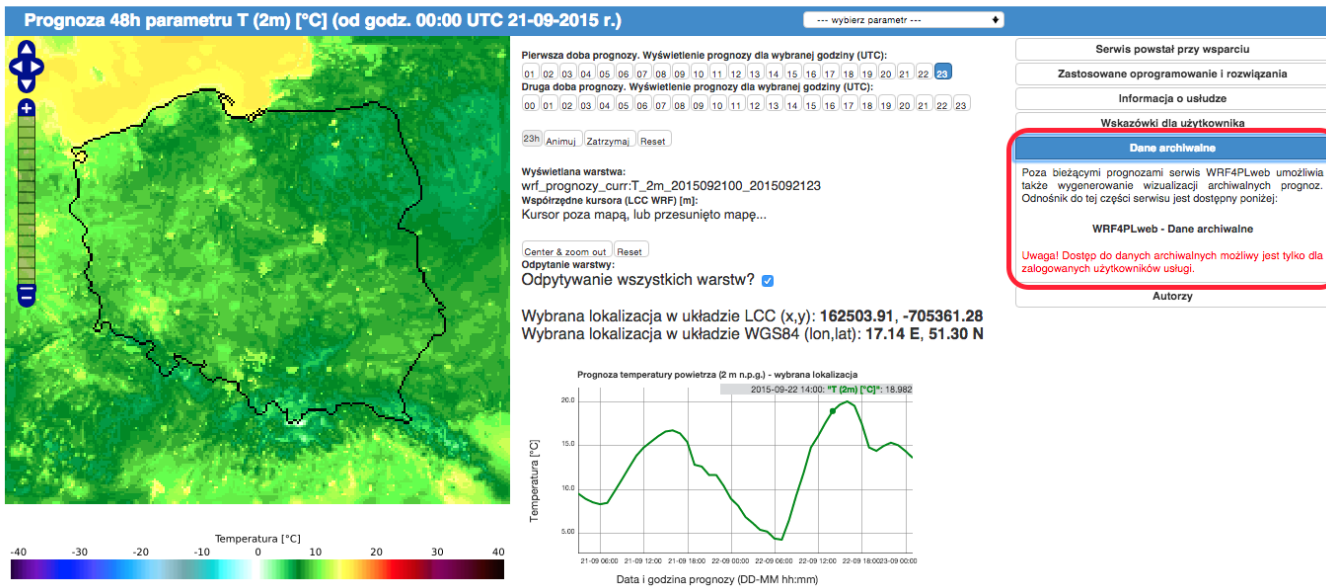 Prognoza 48h parametru T (2m) [°C] (od godz. 00:00 UTC 21-09-2015 r.)
--- wybierz parametr ---
Pierwsza doba prognozy. Wyświetlenie prognozy dla wybranej godziny (UTC):
01 02 03 04 05 06 07 08 09 10 11 12 13 14 15 16 17 18 19 20 21 22 23
Druga doba prognozy. Wyświetlenie prognozy dla wybranej godziny (UTC):
00 01 02 03 04 05 06 07 08 09 10 11 12 13 14 15 16 17 18 19 20 21 22 23
23h Animuj Zatrzymaj Reset
Wyświetlana warstwa:
wrf_prognozy_curr:T_2m_2015092100_2015092123
Współrzędne kursora (LCC WRF) [m]:
Kursor poza mapą, lub przesunięto mapę...
Center & zoom out Reset
Odpytanie warstwy:
Odpytywanie wszystkich warstw?
Wybrana lokalizacja w układzie LCC (x,y): 162503.91, -705361.28
Wybrana lokalizacja w układzie WGS84 (lon,lat): 17.14 E, 51.30 N
Prognoza temperatury powietrza (2 m n.p.g.) - wybrana lokalizacja
2015-09-22 14:00: "T (2m) [°C]": 18.982
20.0
15.0
10.0
5.00
Temperatura [°C]
21-09 06:00 21-09 12:00 21-09 18:00 22-09 00:00 22-09 06:00 22-09 12:00 22-09 18:00 23-09 00:00
Data i godzina prognozy (DD-MM hh:mm)
Temperatura [°C]
-40 -30 -20 -10 0 10 20 30 40
Serwis powstał przy wsparciu
Zastosowane oprogramowanie i rozwiązania
Informacja o usłudze
Wskazówki dla użytkownika
Dane archiwalne
Poza bieżącymi prognozami serwis WRF4PLweb umożliwia
także wygenerowanie wizualizacji archiwalnych prognoz.
Odnośnik do tej części serwisu jest dostępny poniżej:
WRF4PLweb - Dane archiwalne
Uwaga! Dostęp do danych archiwalnych możliwy jest tylko dla
zalogowanych użytkowników usługi.
Autorzy